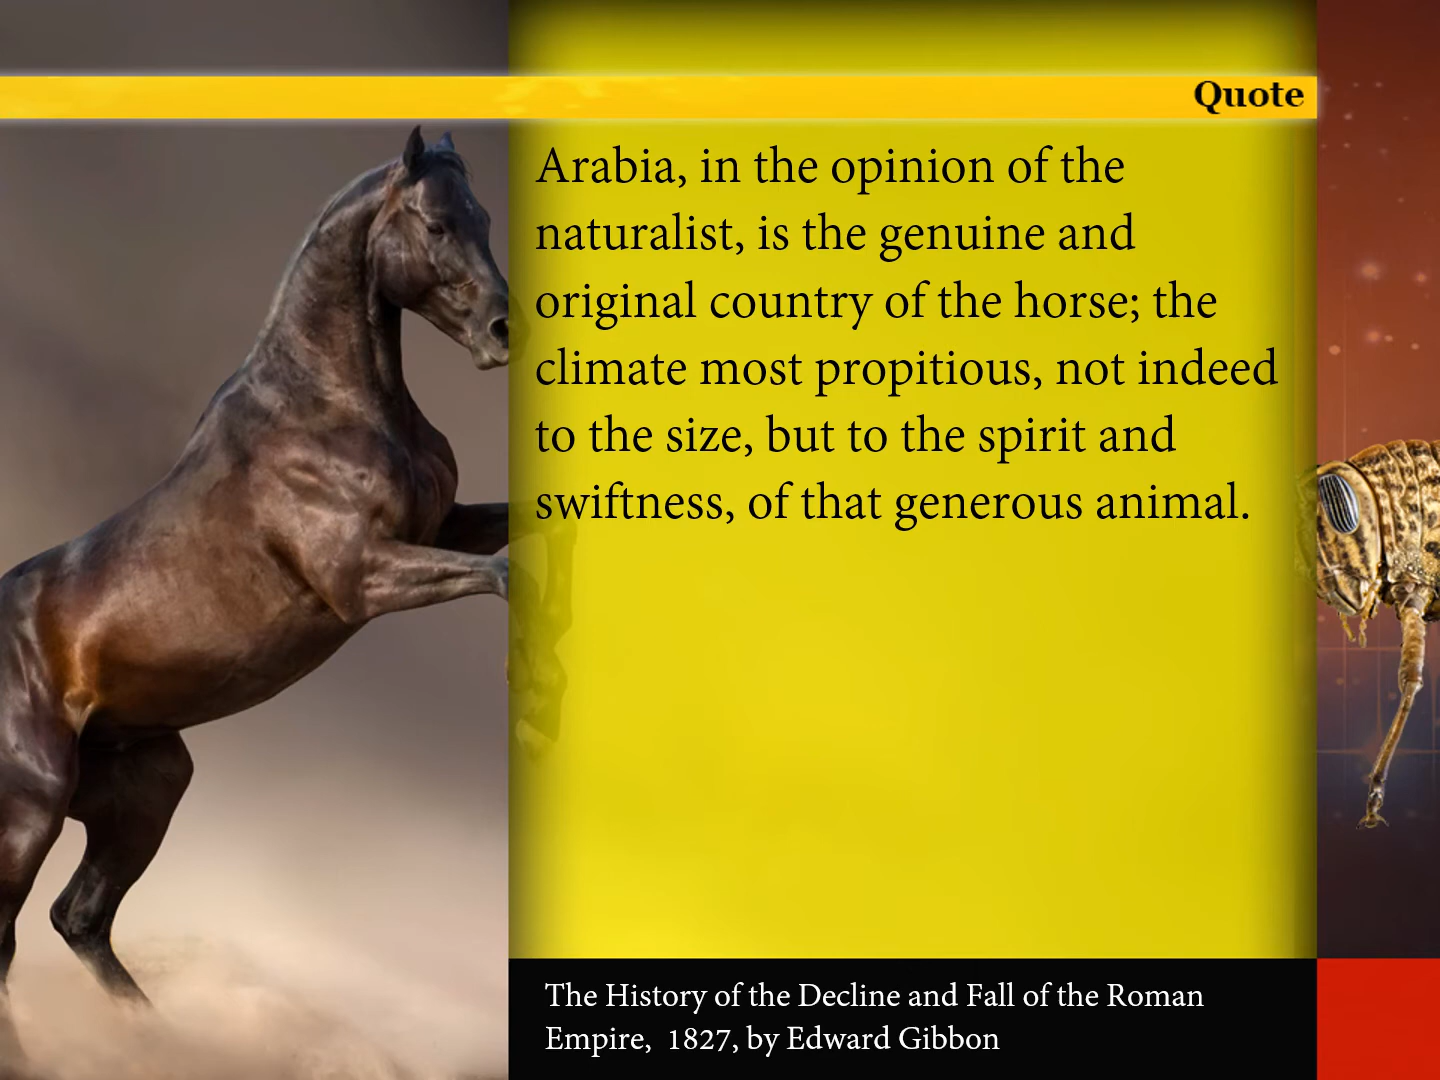 Quote
Arabia, in the opinion of the
naturalist, is the genuine and
original country of the horse; the
climate most propitious, not indeed
to the size, but to the spirit and
swiftness, of that generous animal.
The History of the Decline and Fall of the Roman
Empire,  1827, by Edward Gibbon